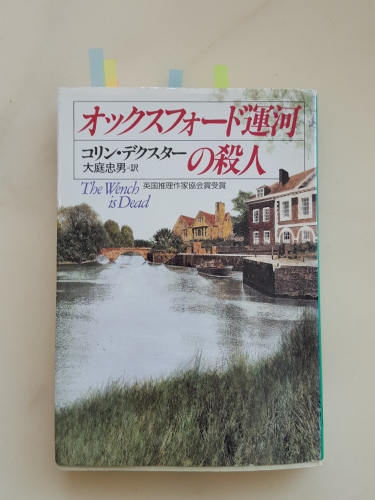 オックスフォード運河
の殺人
コリン・デクスター
大庭忠男・訳
The Wench
is Dead
英国推理作家協会賞受賞